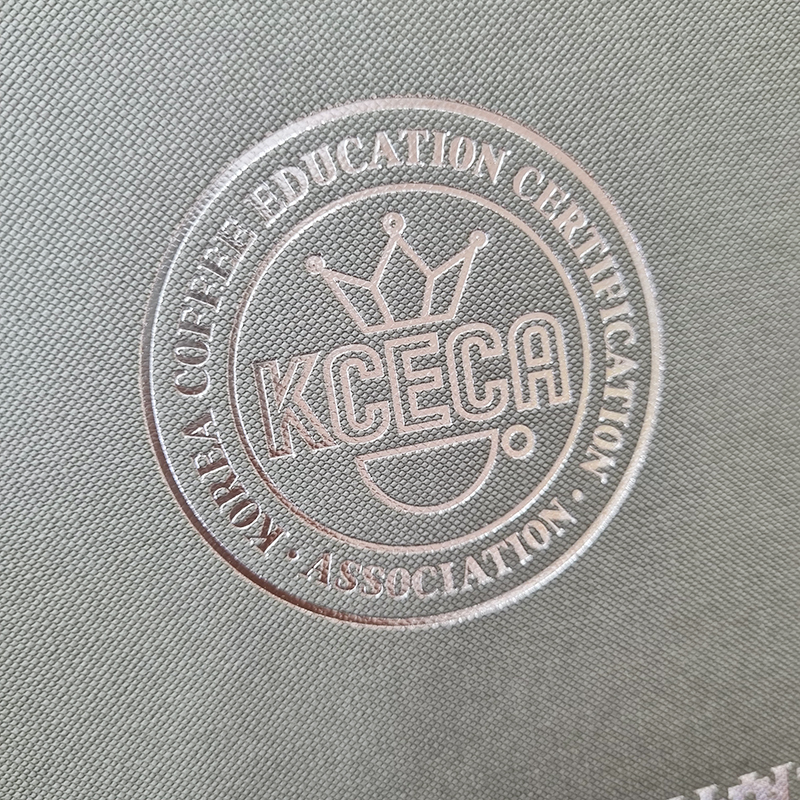 KOREA COFFEE EDUCATION CERTIFICATION
KCECA
• ASSOCIATION •